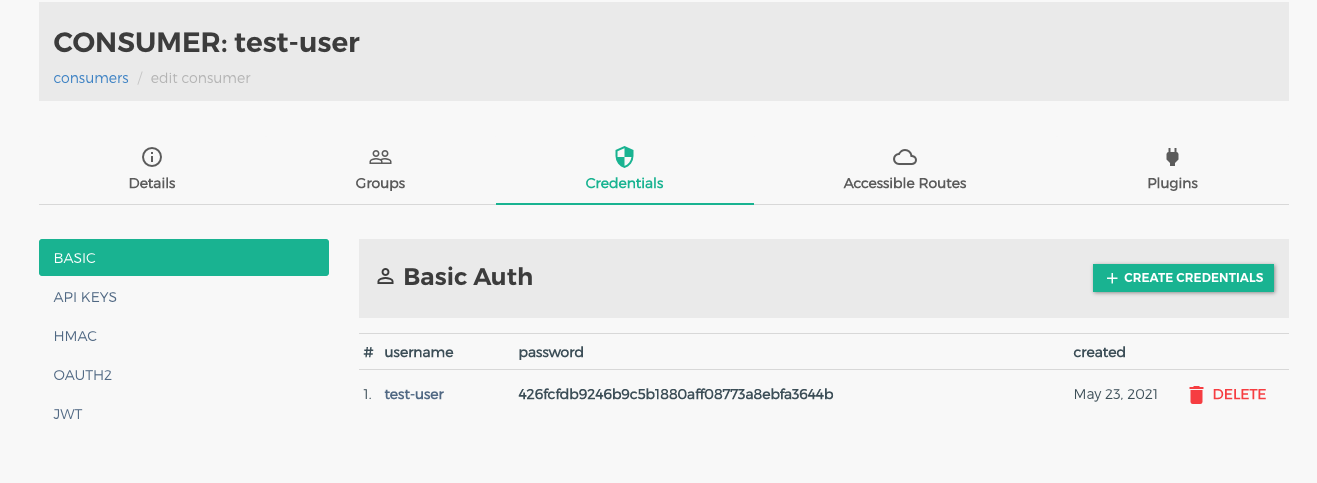 CONSUMER: test-user
consumers / edit consumer
Details Groups Credentials Accessible Routes Plugins
BASIC
API KEYS
HMAC
OAUTH2
JWT
Basic Auth
+ CREATE CREDENTIALS
# username password created
1. test-user 426fcfdb9246b9c5b1880aff08773a8ebfa3644b May 23, 2021 DELETE